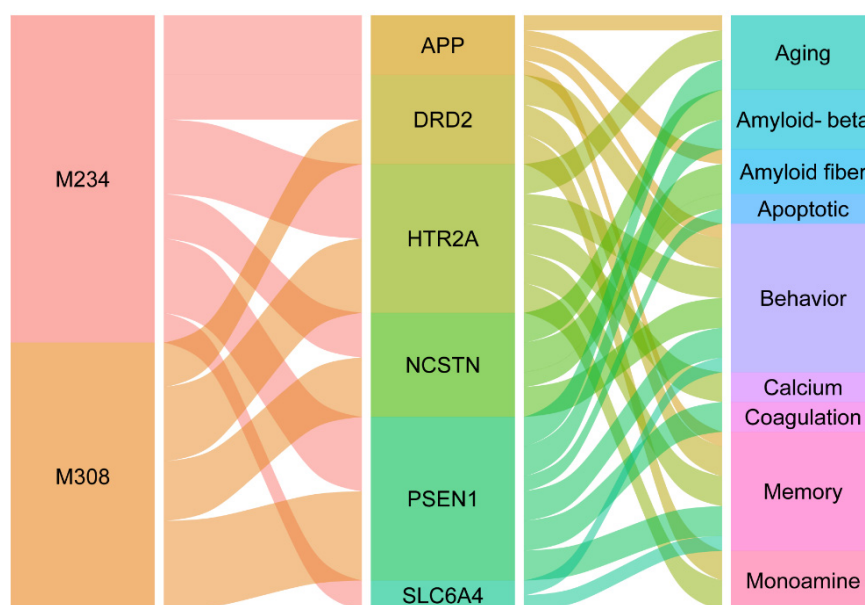 M234
M308
APP
DRD2
HTR2A
NCSTN
PSEN1
SLC6A4
Aging
Amyloid- beta
Amyloid fiber
Apoptotic
Behavior
Calcium
Coagulation
Memory
Monoamine